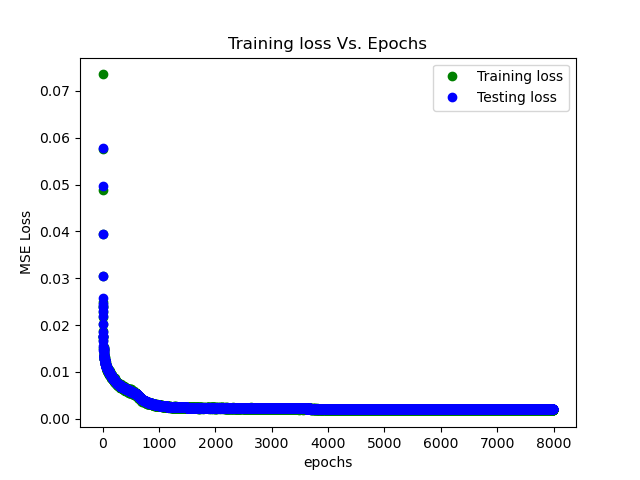 Training loss Vs. Epochs
Training loss
Testing loss
MSE Loss
0.07
0.06
0.05
0.04
0.03
0.02
0.01
0.00
0 1000 2000 3000 4000 5000 6000 7000 8000
epochs